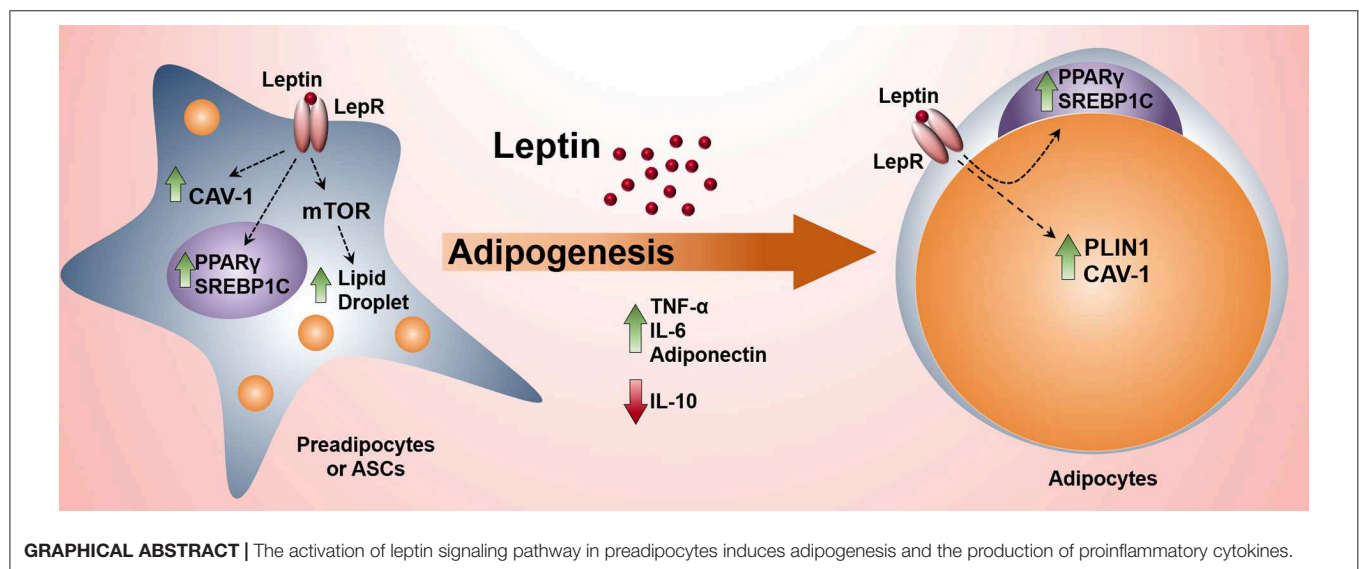 Leptin
LepR
CAV-1
mTOR
PPARγ
SREBP1C
Lipid
Droplet
Preadipocytes
or ASCs
Leptin
Adipogenesis
TNF-α
IL-6
Adiponectin
IL-10
PPARγ
SREBP1C
Leptin
LepR
PLIN1
CAV-1
Adipocytes
GRAPHICAL ABSTRACT | The activation of leptin signaling pathway in preadipocytes induces adipogenesis and the production of proinflammatory cytokines.